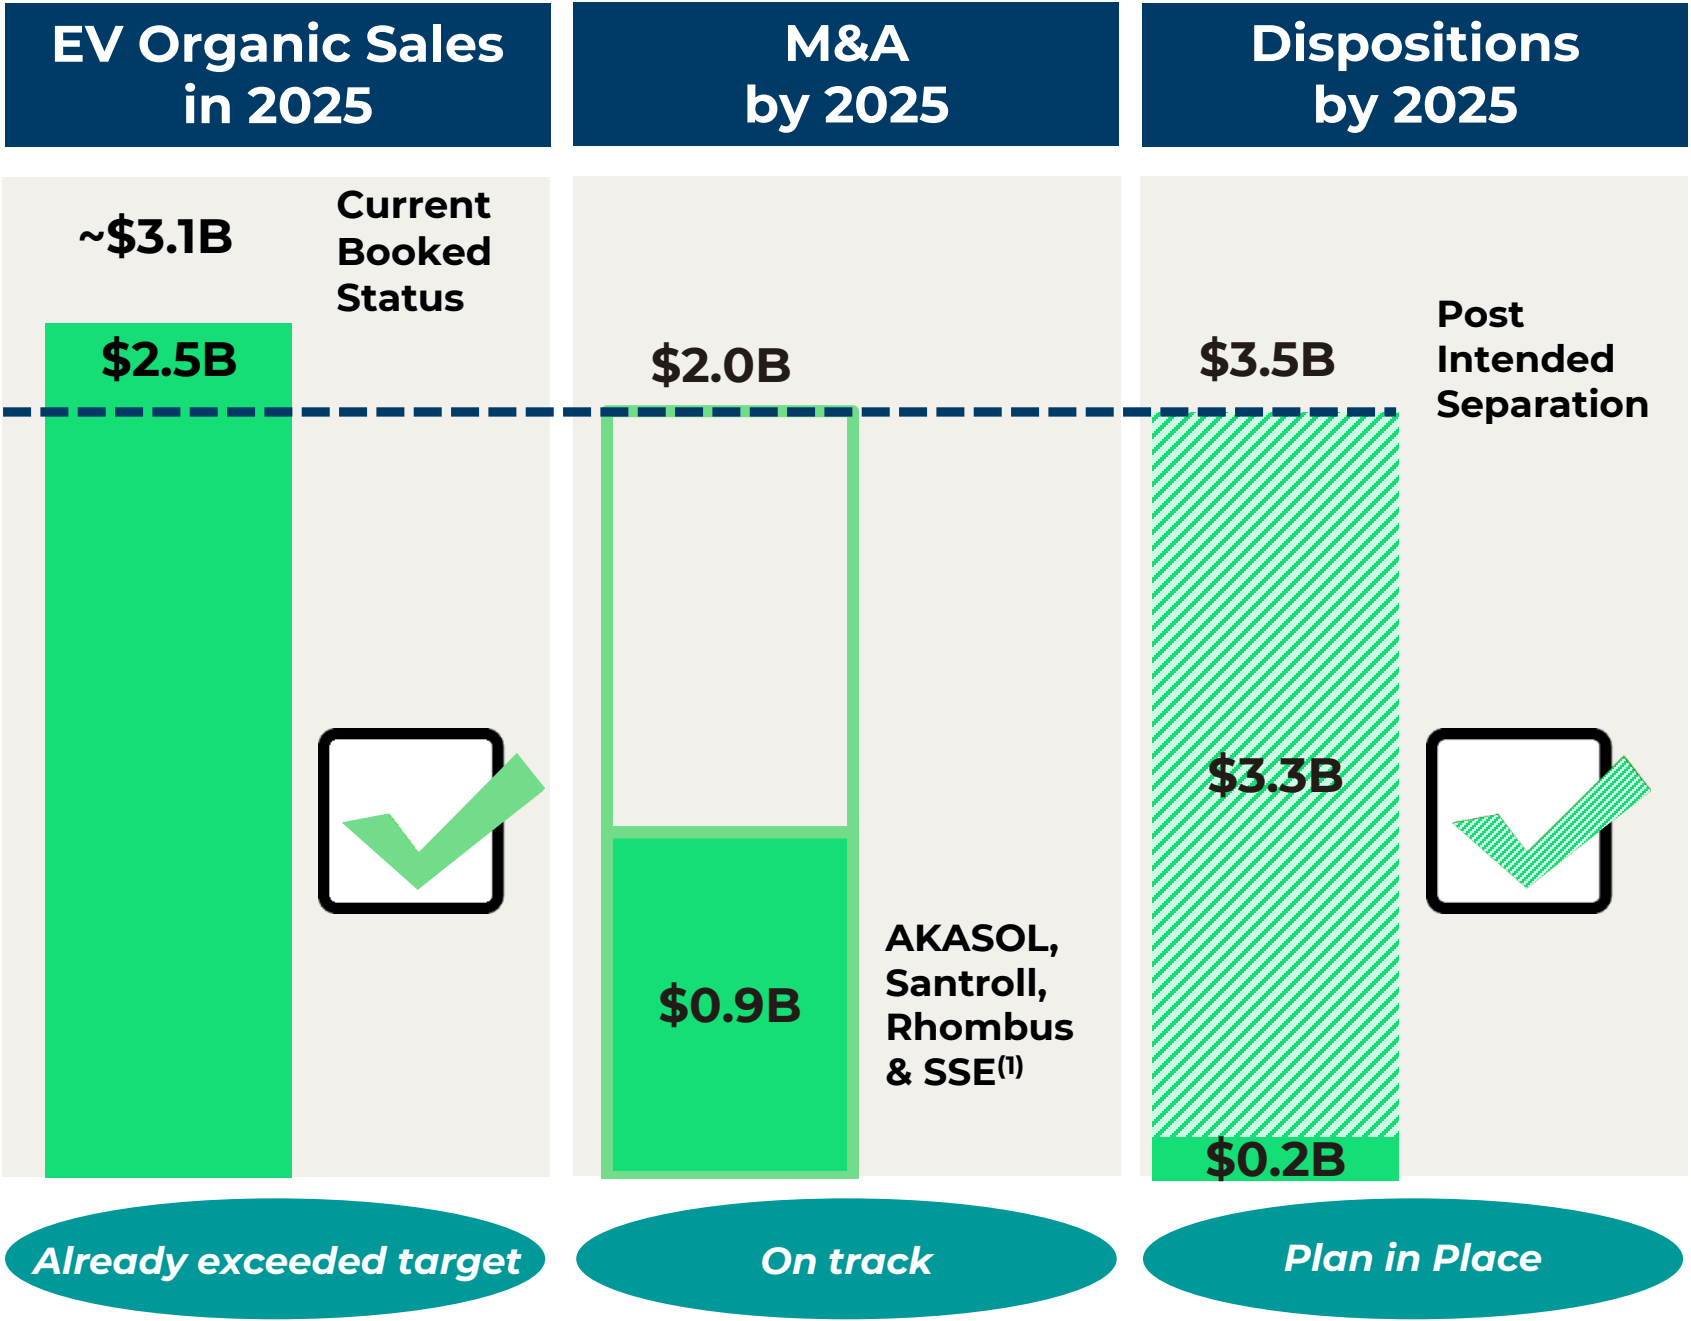 EV Organic Sales
in 2025
M&A
by 2025
Dispositions
by 2025
~$3.1B
Current
Booked
Status
$2.5B
$2.0B
$0.9B
AKASOL,
Santroll,
Rhombus
& SSE(1)
$3.5B
Post
Intended
Separation
$3.3B
$0.2B
Already exceeded target
On track
Plan in Place